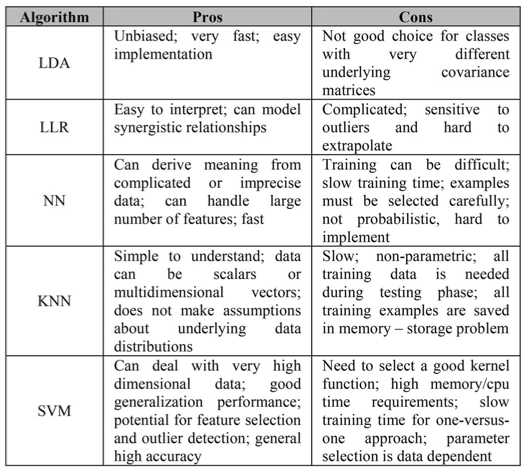 Algorithm Pros Cons
LDA
Unbiased; very fast; easy
implementation
Not good choice for classes
with very different
underlying covariance
matrices
LLR
Easy to interpret; can model
synergistic relationships
Complicated; sensitive to
outliers and hard to
extrapolate
NN
Can derive meaning from
complicated or imprecise
data; can handle large
number of features; fast
Training can be difficult;
slow training time; examples
must be selected carefully;
not probabilistic, hard to
implement
KNN
Simple to understand; data
can be scalars or
multidimensional vectors;
does not make assumptions
about underlying data
distributions
Slow; non-parametric; all
training data is needed
during testing phase; all
training examples are saved
in memory – storage problem
SVM
Can deal with very high
dimensional data; good
generalization performance;
potential for feature selection
and outlier detection; general
high accuracy
Need to select a good kernel
function; high memory/cpu
time requirements; slow
training time for one-versus-
one approach; parameter
selection is data dependent